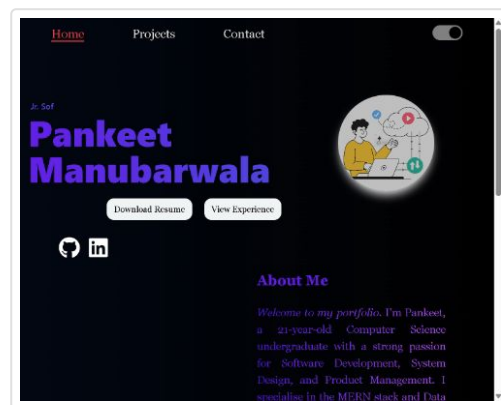 Home Projects Contact
Jr. Sof
Pankeet
Manubarwala
Download Resume View Experience
in
About Me
Welcome to my portfolio. I'm Pankeet,
a 21-year-old Computer Science
undergraduate with a strong passion
for Software Development, System
Design, and Product Management. I
specialise in the MERN stack and Data